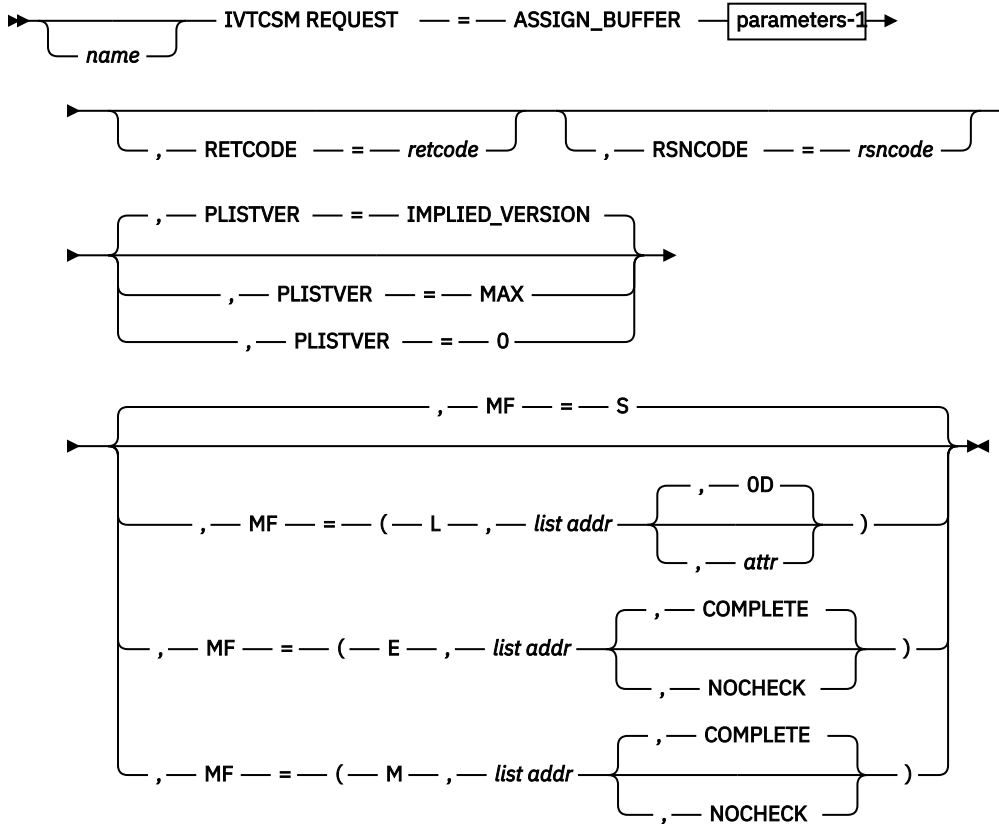 IVTCSM REQUEST = ASSIGN_BUFFER parameters-1
name
, RETCODE = retcode , RSNCODE = rsncode
, PLISTVER = IMPLIED_VERSION
, PLISTVER = MAX
, PLISTVER = 0
, MF = S
, 0D
, MF = ( L , list addr )
, attr
, COMPLETE
, MF = ( E , list addr )
, NOCHECK
, COMPLETE
, MF = ( M , list addr )
, NOCHECK